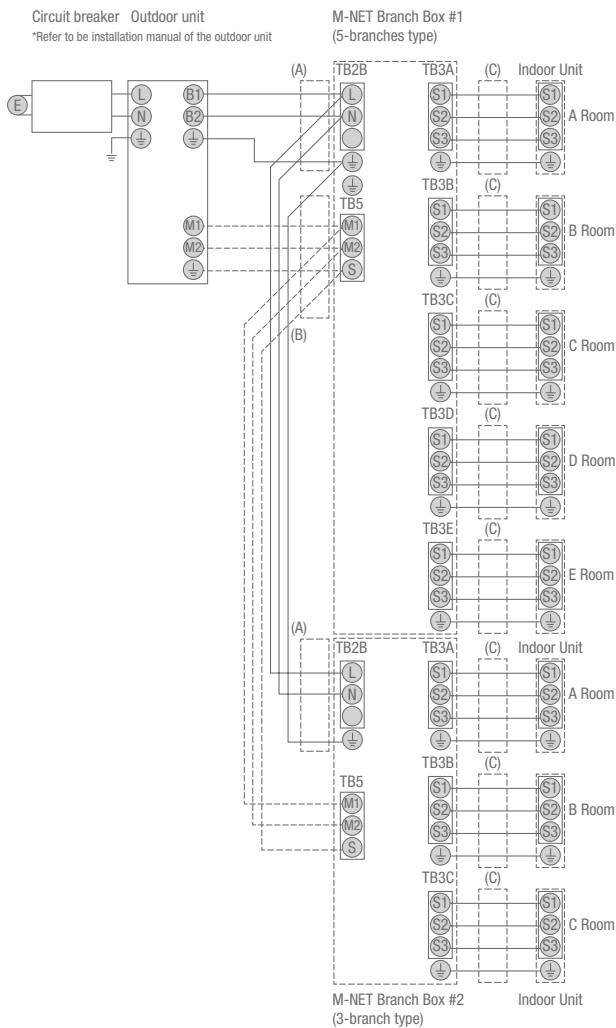 Circuit breaker Outdoor unit
*Refer to be installation manual of the outdoor unit
M-NET Branch Box #1
(5-branches type)
(A) TB2B TB3A (C) Indoor Unit
E L B1 L S1 S1
N B2 N S2 S2 A Room
S3 S3
TB3B (C)
(B) TB5
M1 M1 S1 S1
M2 M2 S2 S2 B Room
S S3 S3
TB3C (C)
S1 S1
S2 S2 C Room
S3 S3
TB3D (C)
S1 S1
S2 S2 D Room
S3 S3
TB3E (C)
S1 S1
S2 S2 E Room
S3 S3
(A) TB2B TB3A (C) Indoor Unit
L S1 S1
N S2 S2 A Room
S3 S3
TB3B (C)
TB5
M1 S1 S1
M2 S2 S2 B Room
S S3 S3
TB3C (C)
S1 S1
S2 S2 C Room
S3 S3
M-NET Branch Box #2 Indoor Unit
(3-branch type)